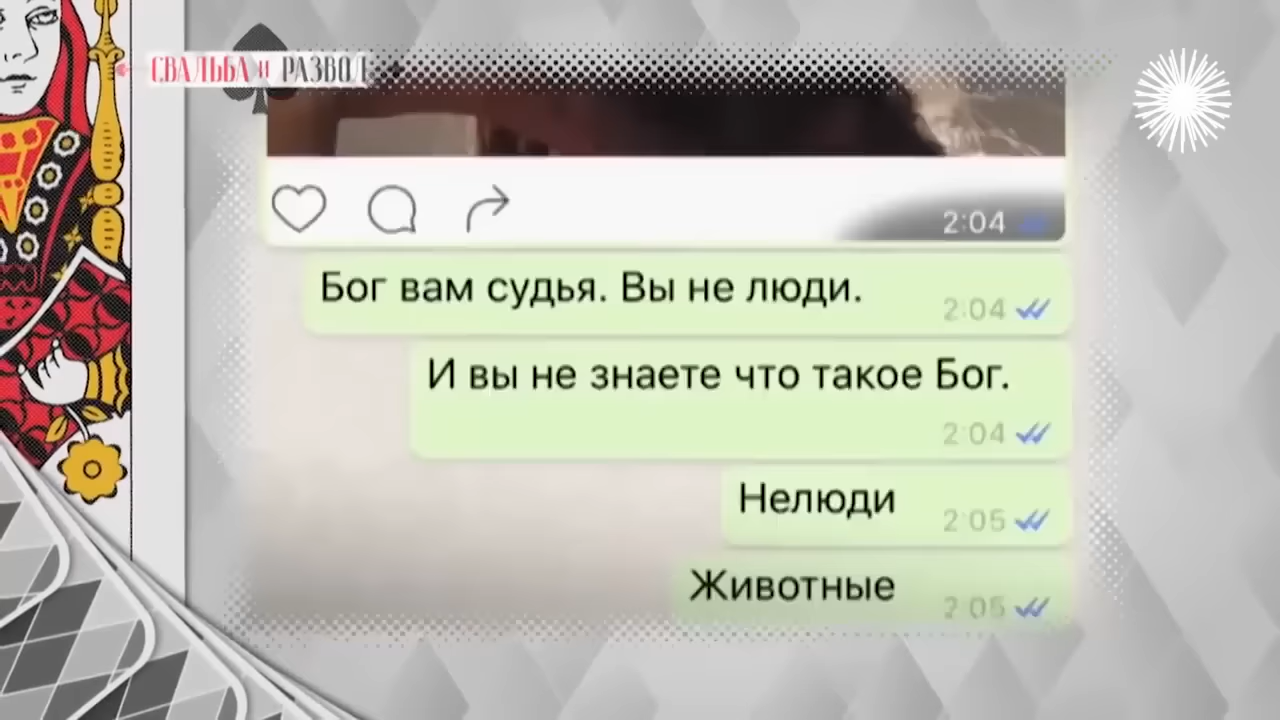 СВАДЬБА и РАЗВОД
2:04
Бог вам судья. Вы не люди.
2:04
И вы не знаете что такое Бог.
2:04
Нелюди
2:05
Животные
2:05